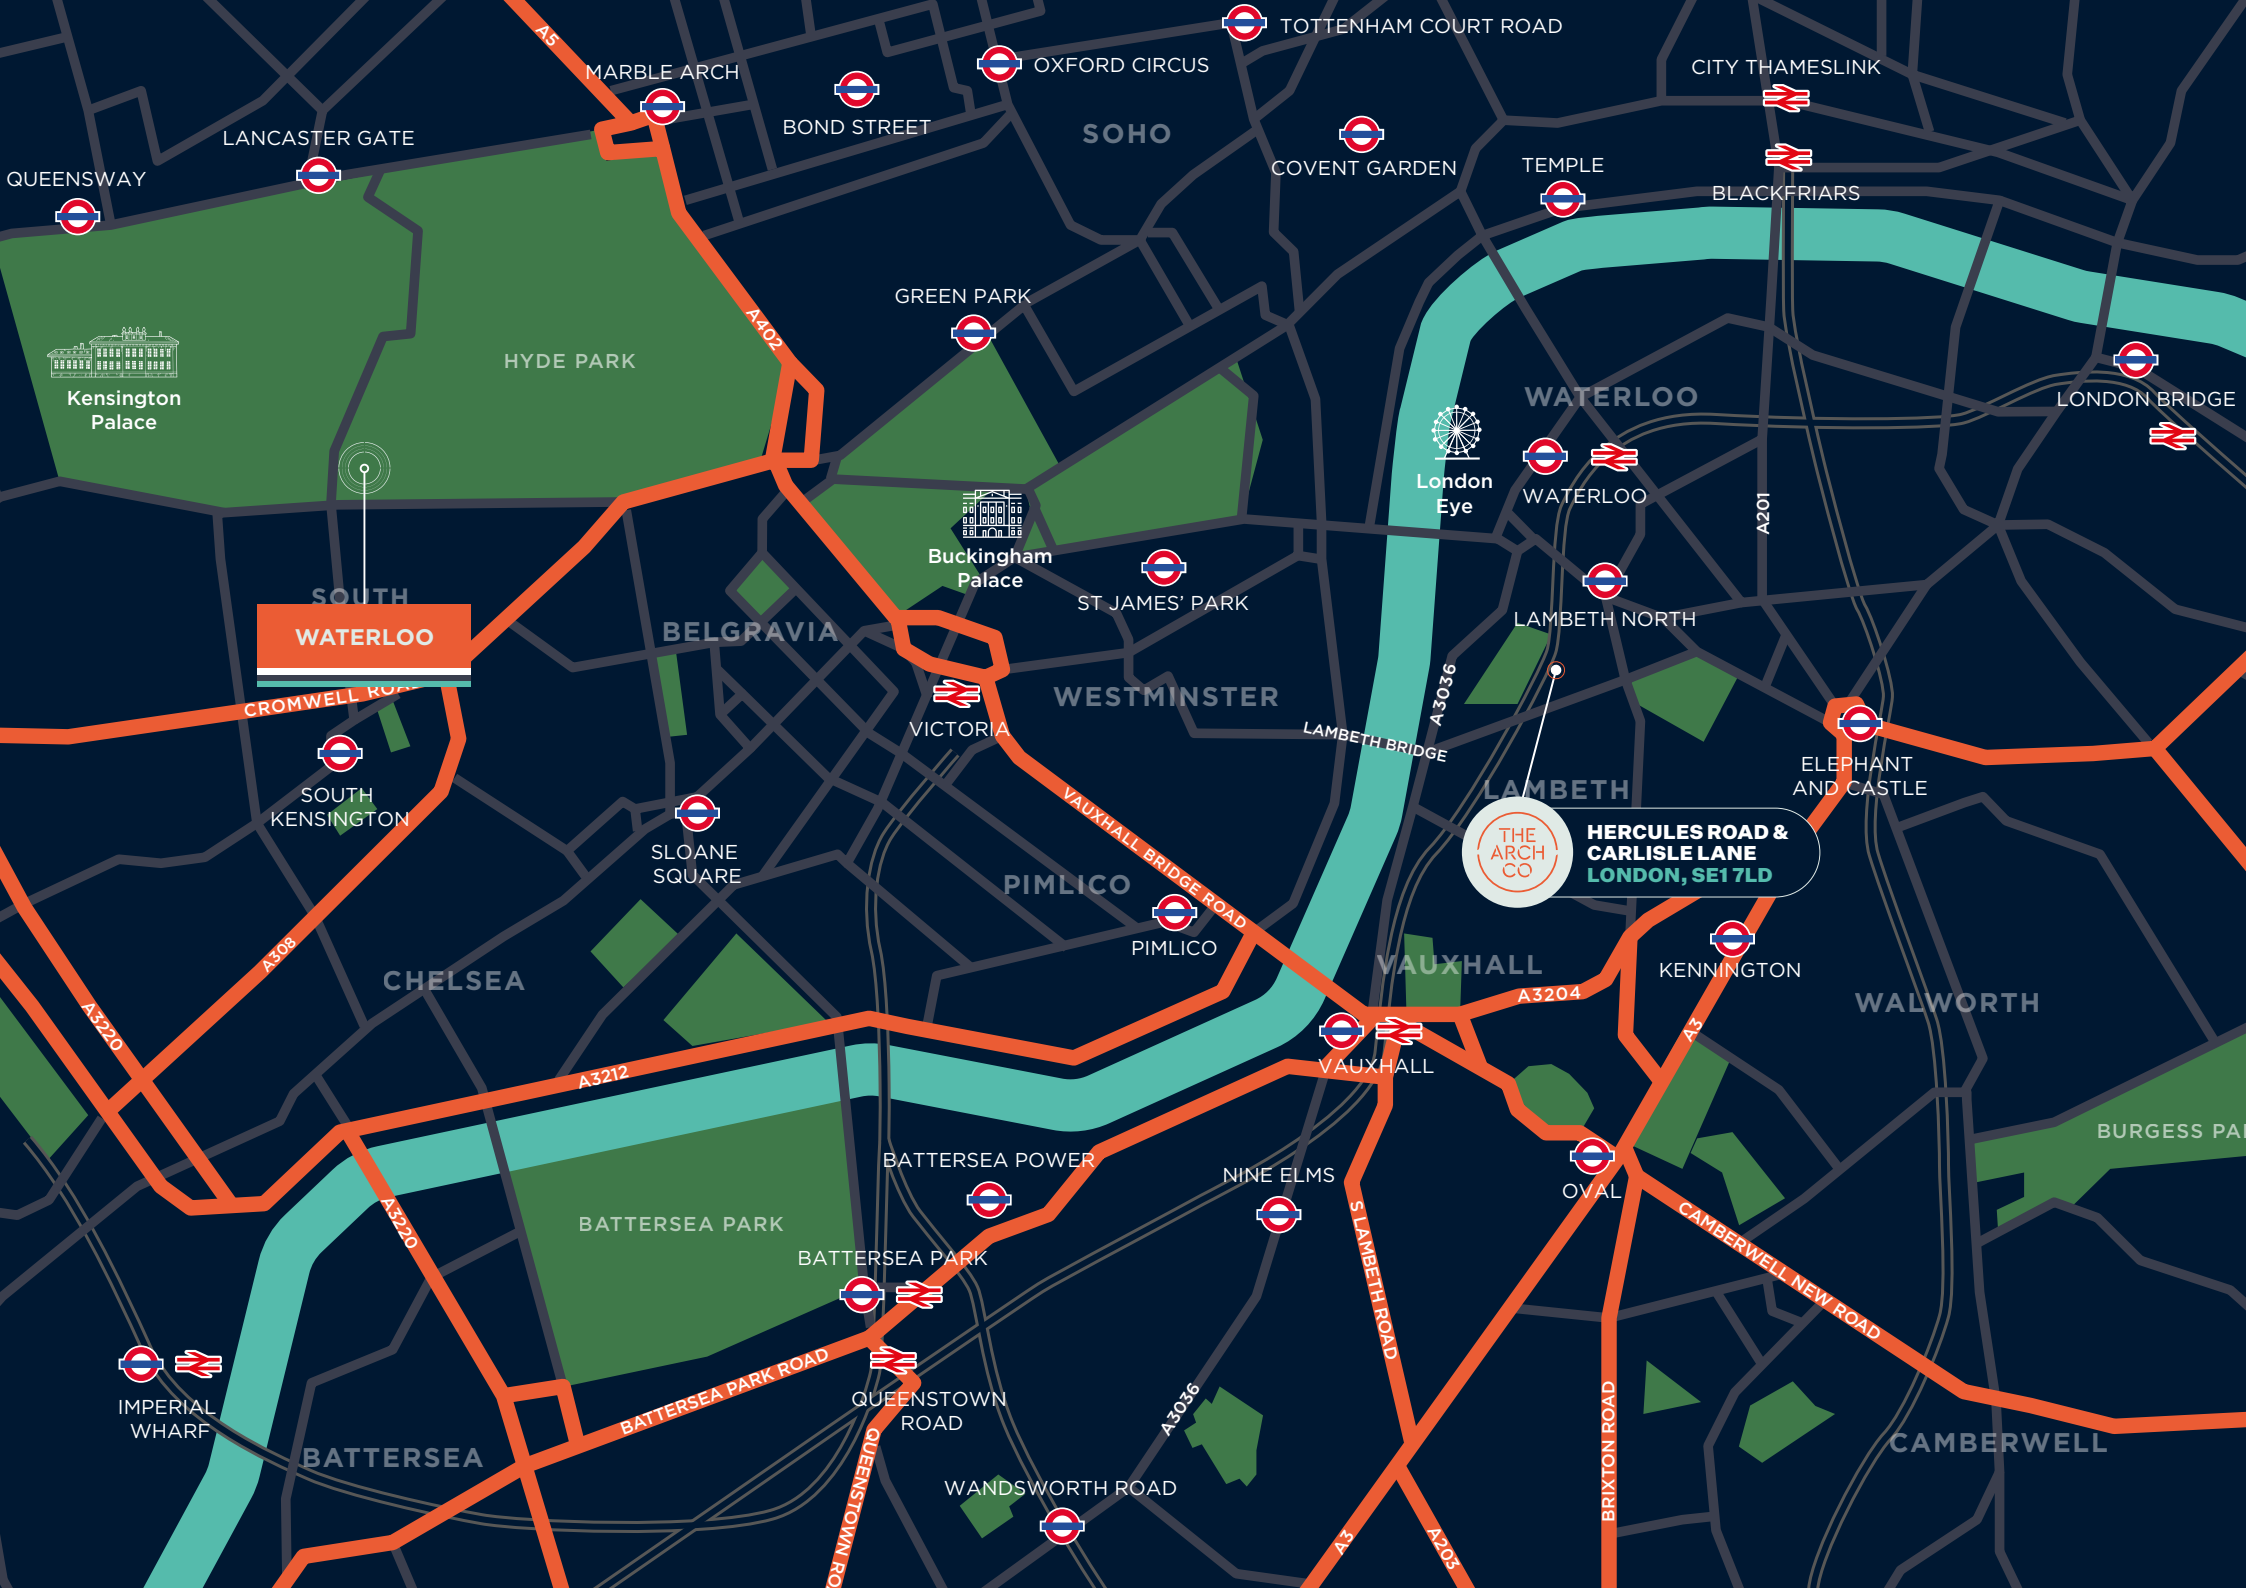 TOTTENHAM COURT ROAD
A5
OXFORD CIRCUS
MARBLE ARCH
CITY THAMESLINK
BOND STREET
SOHO
LANCASTER GATE
COVENT GARDEN
TEMPLE
QUEENSWAY
BLACKFRIARS
GREEN PARK
A402
HYDE PARK
Kensington
Palace
WATERLOO
LONDON BRIDGE
London
Eye
WATERLOO
A201
Buckingham
Palace
SOUTH
ST JAMES' PARK
LAMBETH NORTH
WATERLOO
BELGRAVIA
CROMWELL ROAD
WESTMINSTER
A3036
VICTORIA
LAMBETH BRIDGE
ELEPHANT
AND CASTLE
SOUTH
KENSINGTON
LAMBETH
VAUXHALL BRIDGE ROAD
SLOANE
SQUARE
THE
ARCH
CO
HERCULES ROAD &
CARLISLE LANE
LONDON, SE1 7LD
PIMLICO
PIMLICO
A308
CHELSEA
VAUXHALL
KENNINGTON
A3204
WALWORTH
A3220
A3
VAUXHALL
A3212
BURGESS PAR
BATTERSEA POWER
NINE ELMS
OVAL
A3220
BATTERSEA PARK
S LAMBETH ROAD
CAMBERWELL NEW ROAD
BATTERSEA PARK
BATTERSEA PARK ROAD
QUEENSTOWN
ROAD
IMPERIAL
WHARF
A3036
BRIXTON ROAD
CAMBERWELL
BATTERSEA
QUEENSTOWN RO
WANDSWORTH ROAD
A3
A203